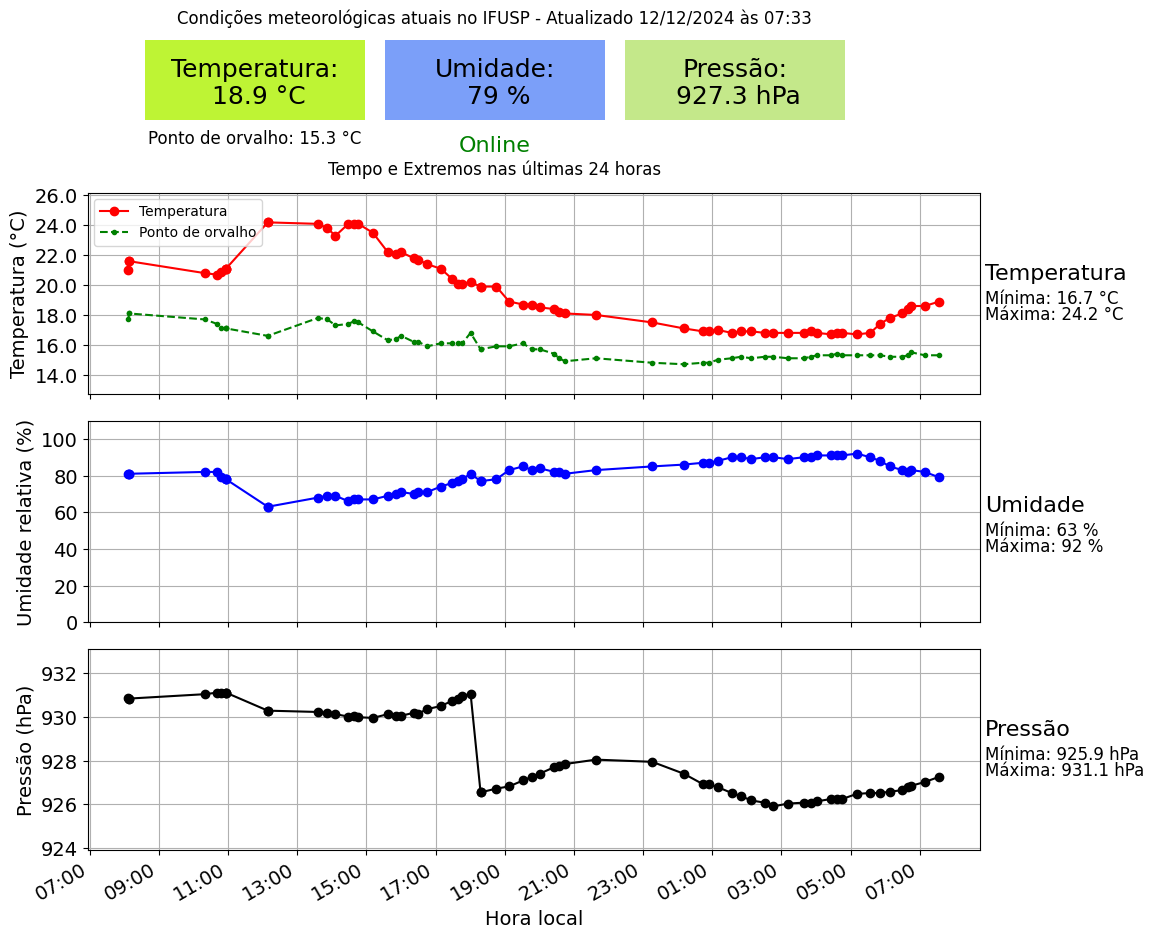 Condições meteorológicas atuais no IFUSP - Atualizado 12/12/2024 às 07:33
Temperatura:
18.9 °C
Umidade:
79 %
Pressão:
927.3 hPa
Ponto de orvalho: 15.3 °C
Online
Tempo e Extremos nas últimas 24 horas
Temperatura (°C)
26.0
24.0
22.0
20.0
18.0
16.0
14.0
Temperatura
Ponto de orvalho
Temperatura
Mínima: 16.7 °C
Máxima: 24.2 °C
Umidade relativa (%)
100
80
60
40
20
0
Umidade
Mínima: 63 %
Máxima: 92 %
Pressão (hPa)
932
930
928
926
924
Pressão
Mínima: 925.9 hPa
Máxima: 931.1 hPa
07:00 09:00 11:00 13:00 15:00 17:00 19:00 21:00 23:00 01:00 03:00 05:00 07:00
Hora local